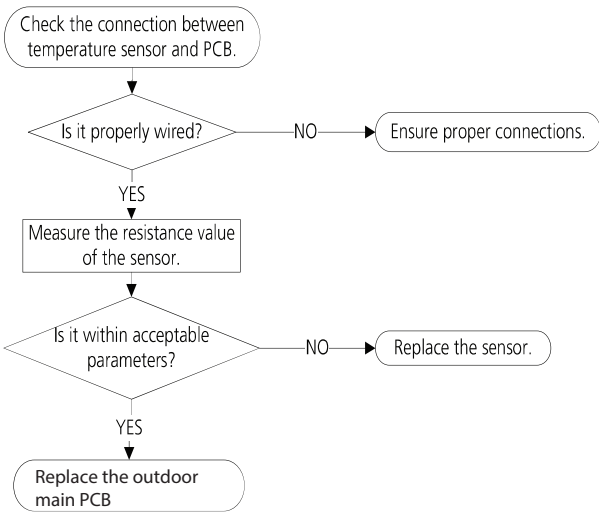 Check the connection between
temperature sensor and PCB.
Is it properly wired?
NO
Ensure proper connections.
YES
Measure the resistance value
of the sensor.
Is it within acceptable
parameters?
NO
Replace the sensor.
YES
Replace the outdoor
main PCB